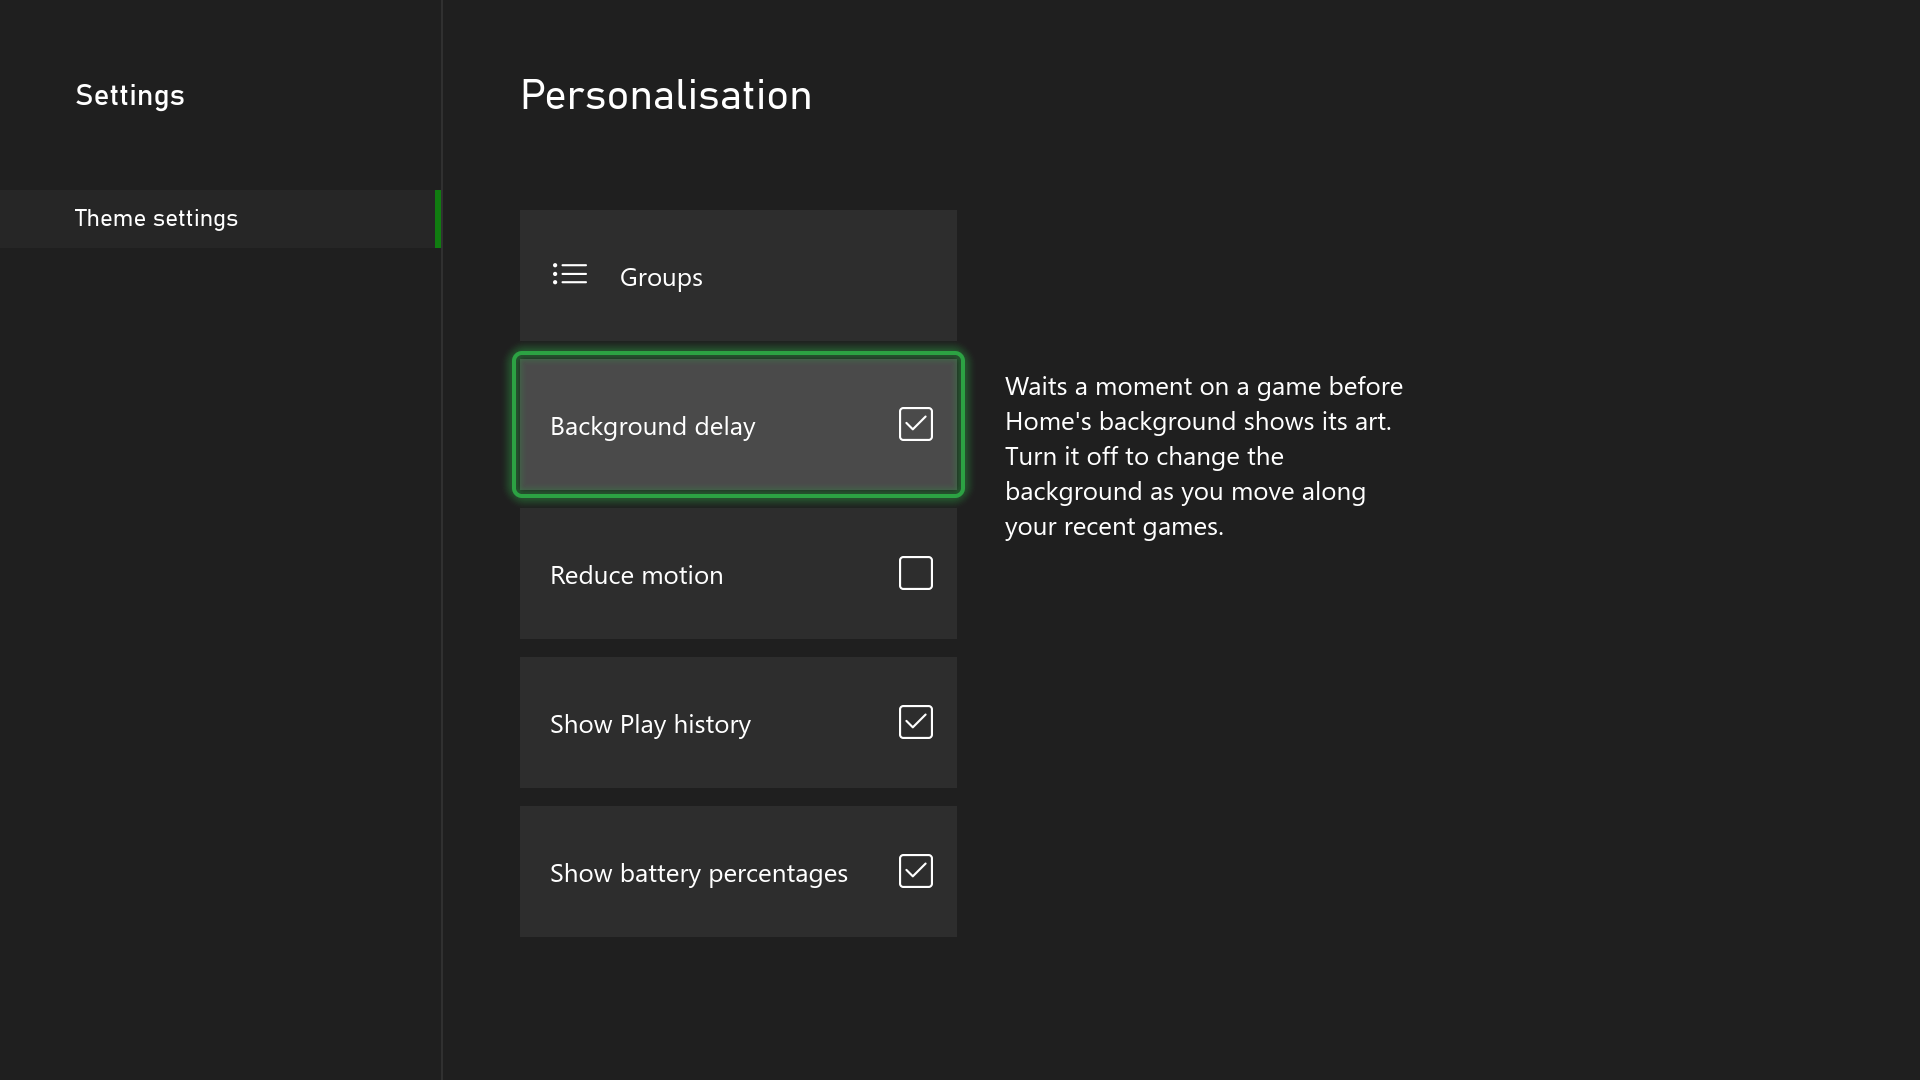 Settings
Theme settings
Personalisation
Groups
Background delay
Waits a moment on a game before
Home's background shows its art.
Turn it off to change the
background as you move along
your recent games.
Reduce motion
Show Play history
Show battery percentages